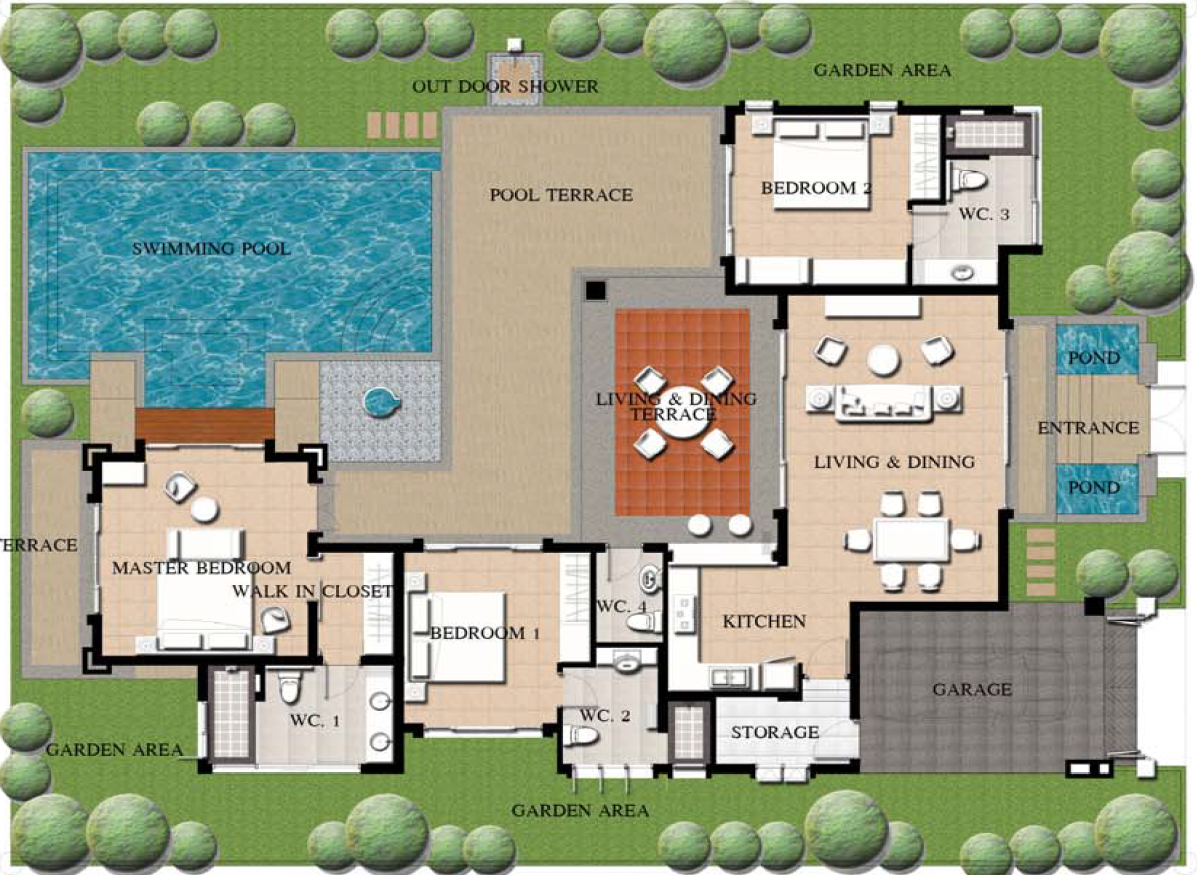 GARDEN AREA
OUT DOOR SHOWER
POOL TERRACE
BEDROOM 2
WC. 3
SWIMMING POOL
POND
LIVING & DINING
TERRACE
ENTRANCE
LIVING & DINING
POND
TERRACE
MASTER BEDROOM
WALK IN CLOSET
WC. 4
KITCHEN
BEDROOM 1
GARAGE
WC. 1
WC. 2
STORAGE
GARDEN AREA
GARDEN AREA